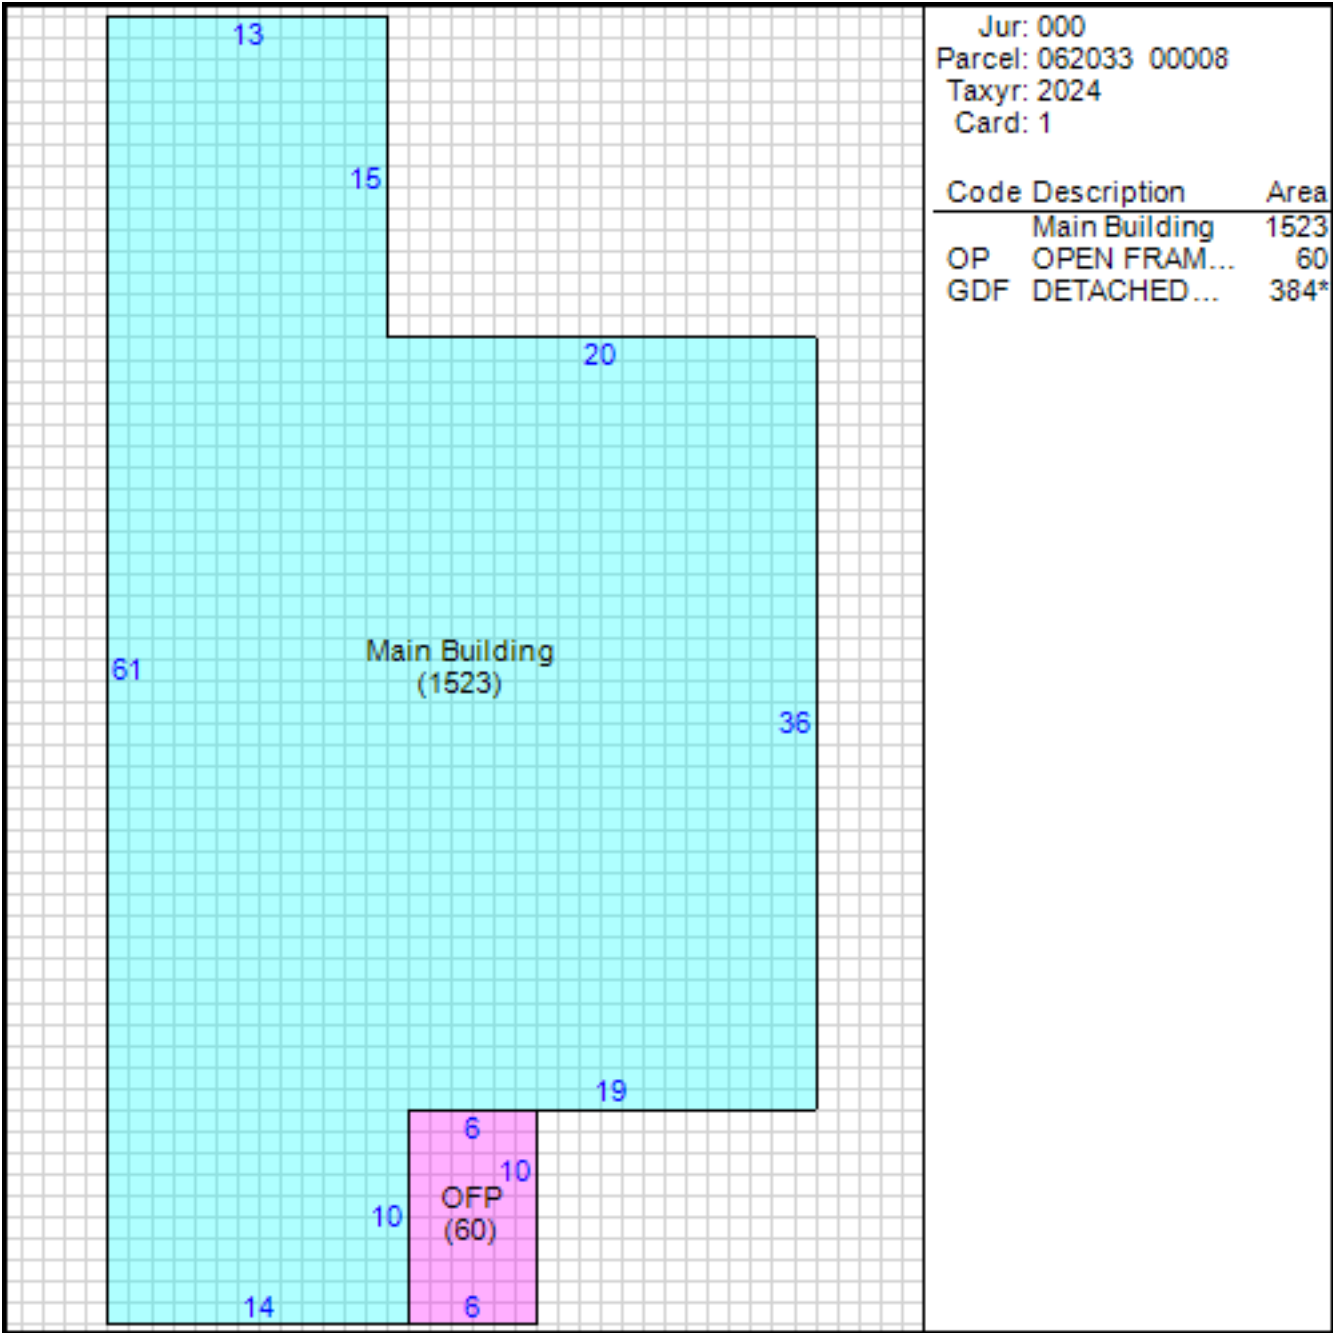 13
15
20
Main Building
(1523)
61
36
19
6
10
OFP
(60)
10
14
6
Jur: 000
Parcel: 062033 00008
Taxyr: 2024
Card: 1
Code Description Area
Main Building 1523
OP OPEN FRAM... 60
GDF DETACHED... 384*